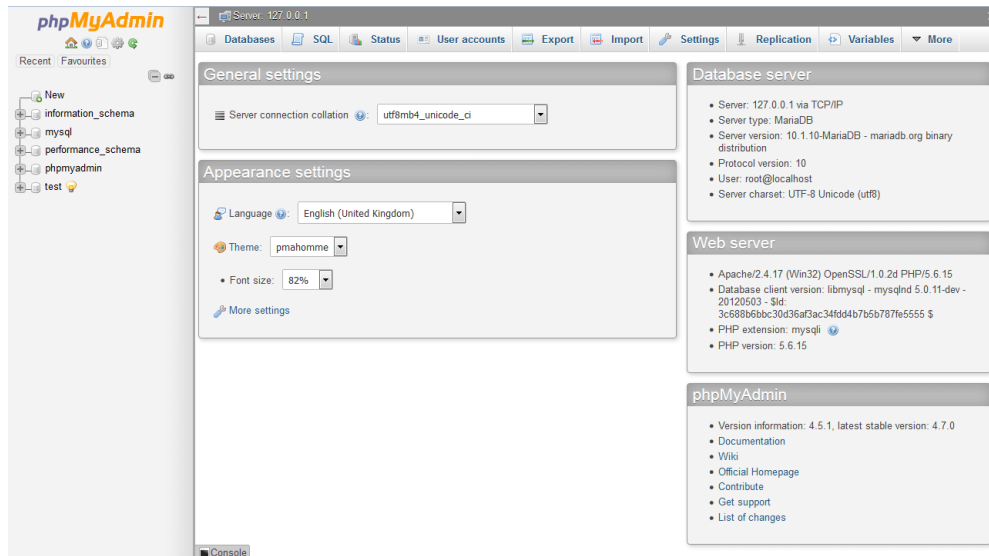 phpMyAdmin
Recent Favourites
New
information_schema
mysql
performance_schema
phpmyadmin
test
Server: 127.0.0.1
Databases SQL Status User accounts Export Import Settings Replication Variables More
General settings
Server connection collation : utf8mb4_unicode_ci
Appearance settings
Language : English (United Kingdom)
Theme: pmahomme
Font size: 82%
More settings
Database server
Server: 127.0.0.1 via TCP/IP
Server type: MariaDB
Server version: 10.1.10-MariaDB - mariadb.org binary
distribution
Protocol version: 10
User: root@localhost
Server charset: UTF-8 Unicode (utf8)
Web server
Apache/2.4.17 (Win32) OpenSSL/1.0.2d PHP/5.6.15
Database client version: libmysql - mysqlnd 5.0.11-dev -
20120503 - $Id:
3c688b6bbc30d36af3ac34fdd4b7b5b787fe5555 $
PHP extension: mysqli
PHP version: 5.6.15
phpMyAdmin
Version information: 4.5.1, latest stable version: 4.7.0
Documentation
Wiki
Official Homepage
Contribute
Get support
List of changes
Console